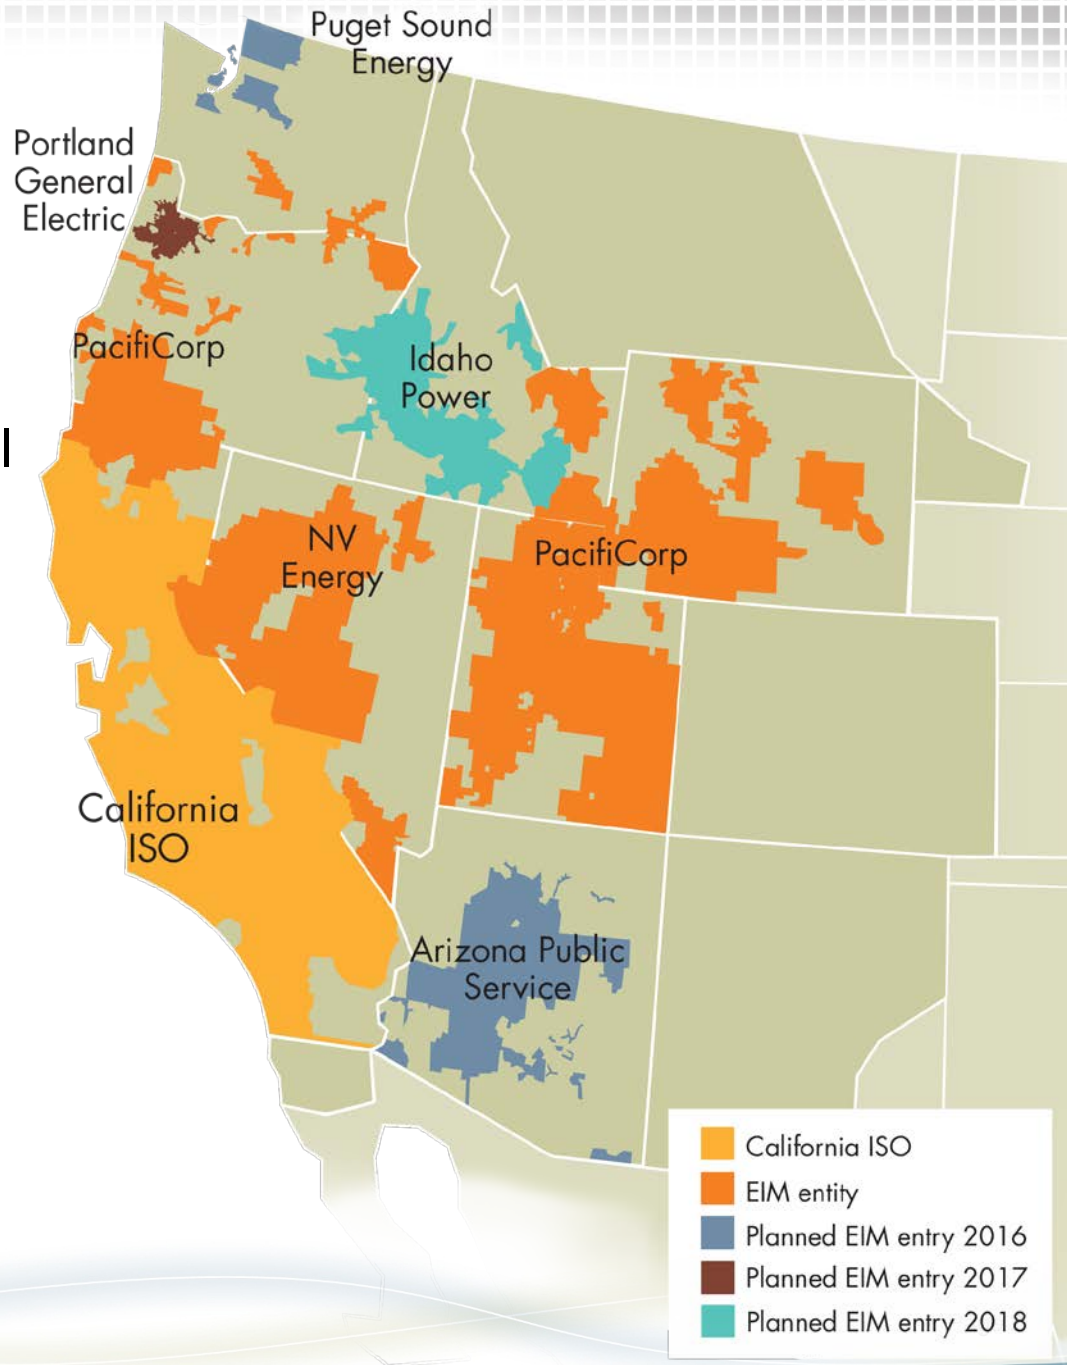 Puget Sound
Energy
Portland
General
Electric
PacifiCorp
Idaho
Power
NV
Energy
PacifiCorp
California
ISO
Arizona Public
Service
California ISO
EIM entity
Planned EIM entry 2016
Planned EIM entry 2017
Planned EIM entry 2018